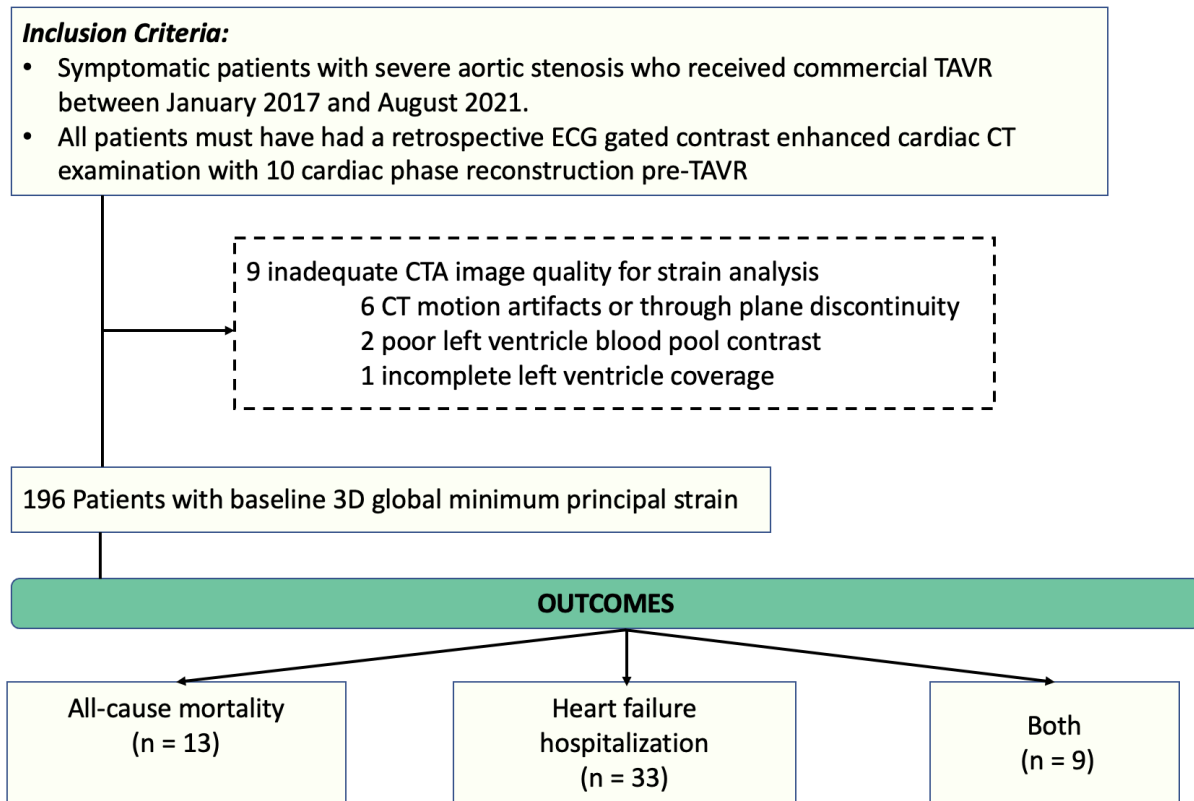 Inclusion Criteria:
• Symptomatic patients with severe aortic stenosis who received commercial TAVR
between January 2017 and August 2021.
• All patients must have had a retrospective ECG gated contrast enhanced cardiac CT
examination with 10 cardiac phase reconstruction pre-TAVR
9 inadequate CTA image quality for strain analysis
6 CT motion artifacts or through plane discontinuity
2 poor left ventricle blood pool contrast
1 incomplete left ventricle coverage
196 Patients with baseline 3D global minimum principal strain
OUTCOMES
All-cause mortality
(n = 13)
Heart failure
hospitalization
(n = 33)
Both
(n = 9)